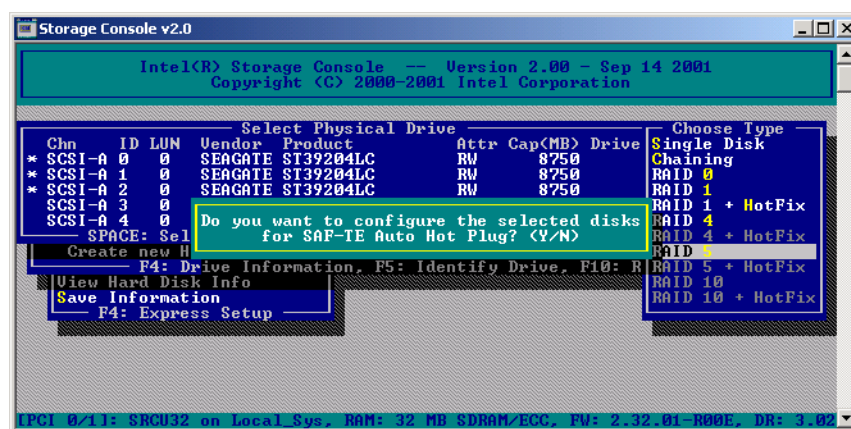 Storage Console v2.0
Intel(R) Storage Console -- Version 2.00 - Sep 14 2001
Copyright (C) 2000-2001 Intel Corporation
Select Physical Drive
Chn ID LUN Vendor Product Attr Cap(MB) Drive
* SCSI-A 0 0 SEAGATE ST39204LC RW 8750
* SCSI-A 1 0 SEAGATE ST39204LC RW 8750
* SCSI-A 2 0 SEAGATE ST39204LC RW 8750
SCSI-A 3 0
SCSI-A 4 0
SPACE: Sel
Do you want to configure the selected disks
for SAF-TE Auto Hot Plug? (Y/N)
Choose Type
Single Disk
Chaining
RAID 0
RAID 1
RAID 1 + HotFix
RAID 4
RAID 4 + HotFix
RAID 5
RAID 5 + HotFix
RAID 10
RAID 10 + HotFix
Create new H
F4: Drive Information, F5: Identify Drive, F10: R
View Hard Disk Info
Save Information
F4: Express Setup
[PCI 0/1]: SRCU32 on Local_Sys, RAM: 32 MB SDRAM/ECC, FW: 2.32.01-R00E, DR: 3.02